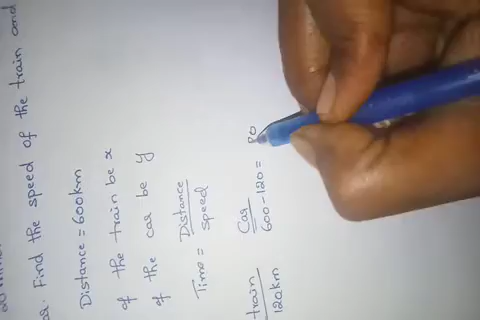 . Find the speed of the train and
Distance = 600km
of the train be x
of the car be y
Time = Distance
speed
train Car
120km 600-120=